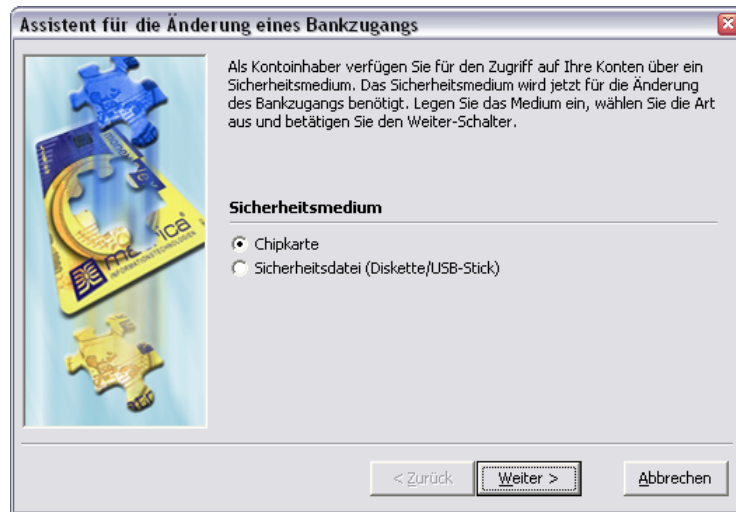 Assistent für die Änderung eines Bankzugangs
Als Kontoinhaber verfügen Sie für den Zugriff auf Ihre Konten über ein
Sicherheitsmedium. Das Sicherheitsmedium wird jetzt für die Änderung
des Bankzugangs benötigt. Legen Sie das Medium ein, wählen Sie die Art
aus und betätigen Sie den Weiter-Schalter.
Sicherheitsmedium
Chipkarte
Sicherheitsdatei (Diskette/USB-Stick)
INFORMATIONSTECHNOLOGIEN
< Zurück
Weiter >
Abbrechen